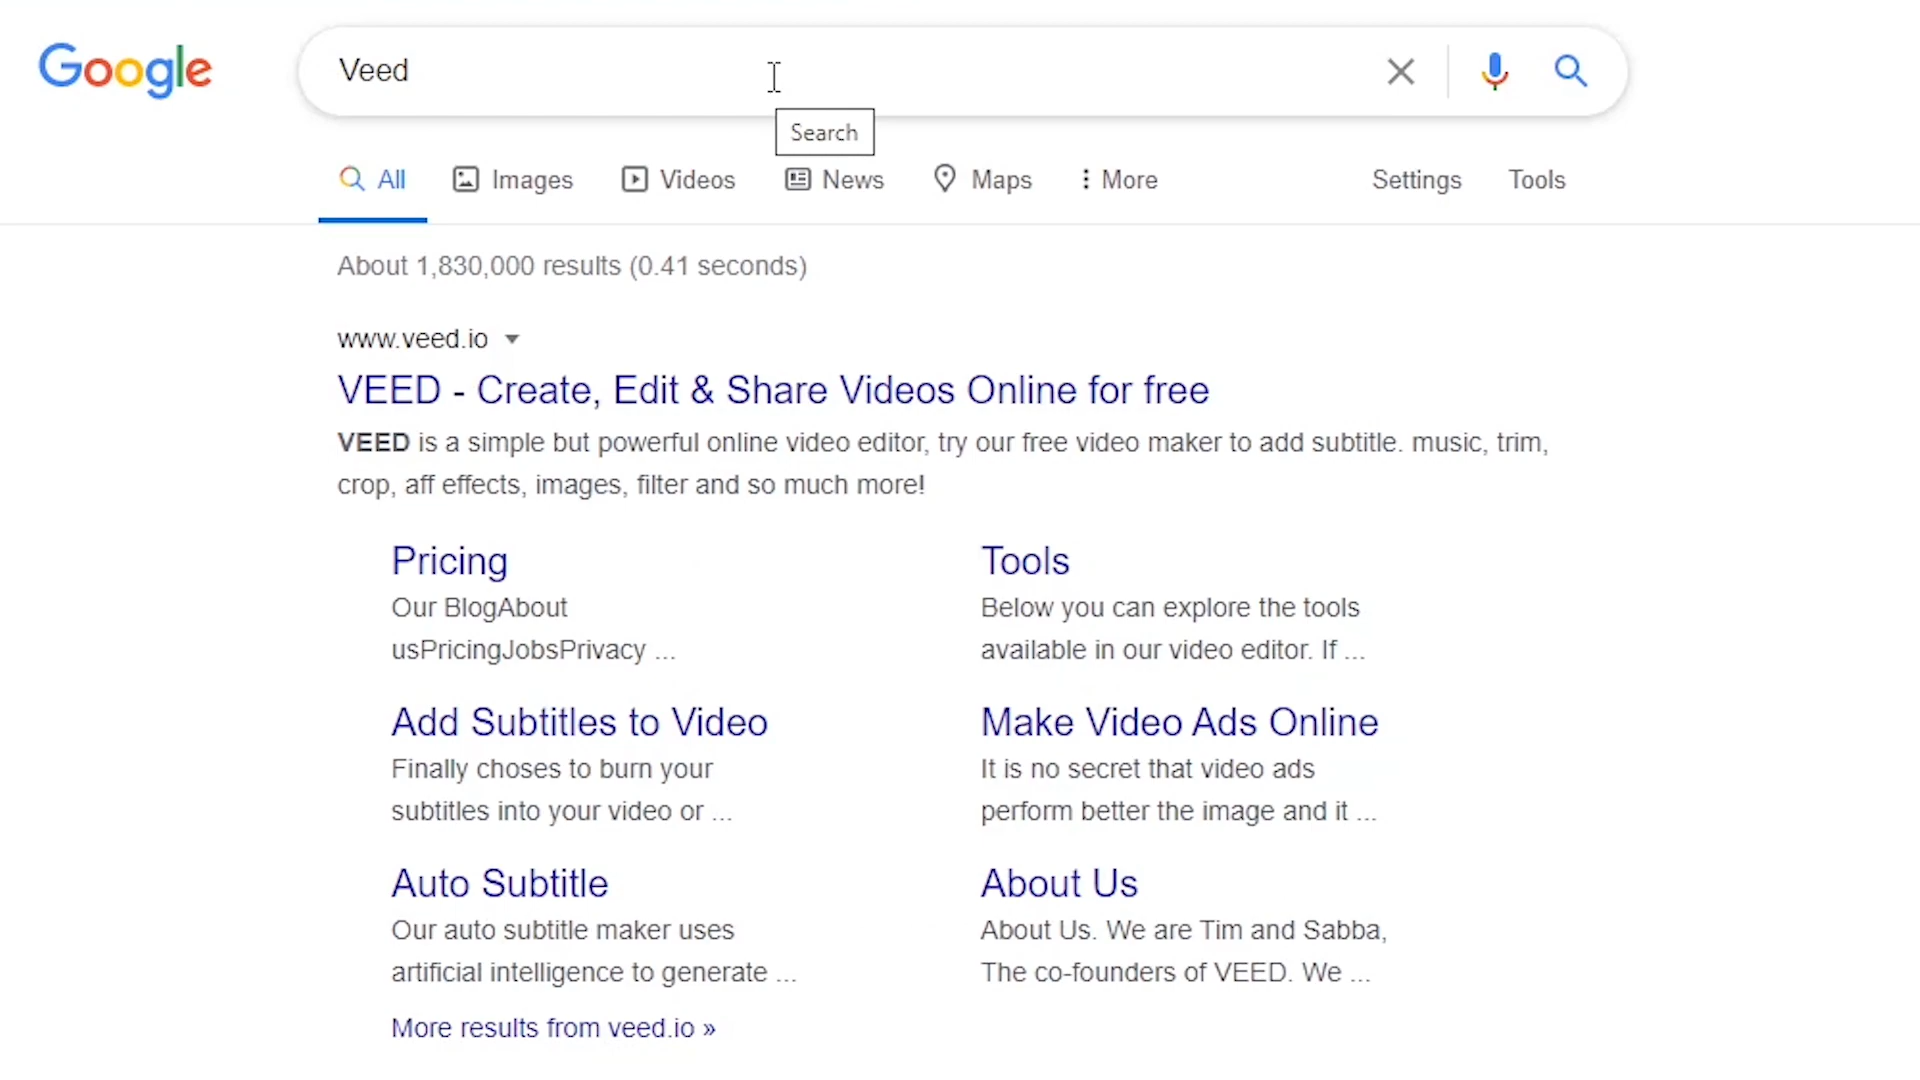 Google
Veed
Search
All Images Videos News Maps More Settings Tools
About 1,830,000 results (0.41 seconds)
www.veed.io
VEED - Create, Edit & Share Videos Online for free
VEED is a simple but powerful online video editor, try our free video maker to add subtitle. music, trim,
crop, aff effects, images, filter and so much more!
Pricing
Our BlogAbout
usPricingJobsPrivacy ...
Tools
Below you can explore the tools
available in our video editor. If ...
Add Subtitles to Video
Finally choses to burn your
subtitles into your video or ...
Make Video Ads Online
It is no secret that video ads
perform better the image and it ...
Auto Subtitle
Our auto subtitle maker uses
artificial intelligence to generate ...
About Us
About Us. We are Tim and Sabba,
The co-founders of VEED. We ...
More results from veed.io »